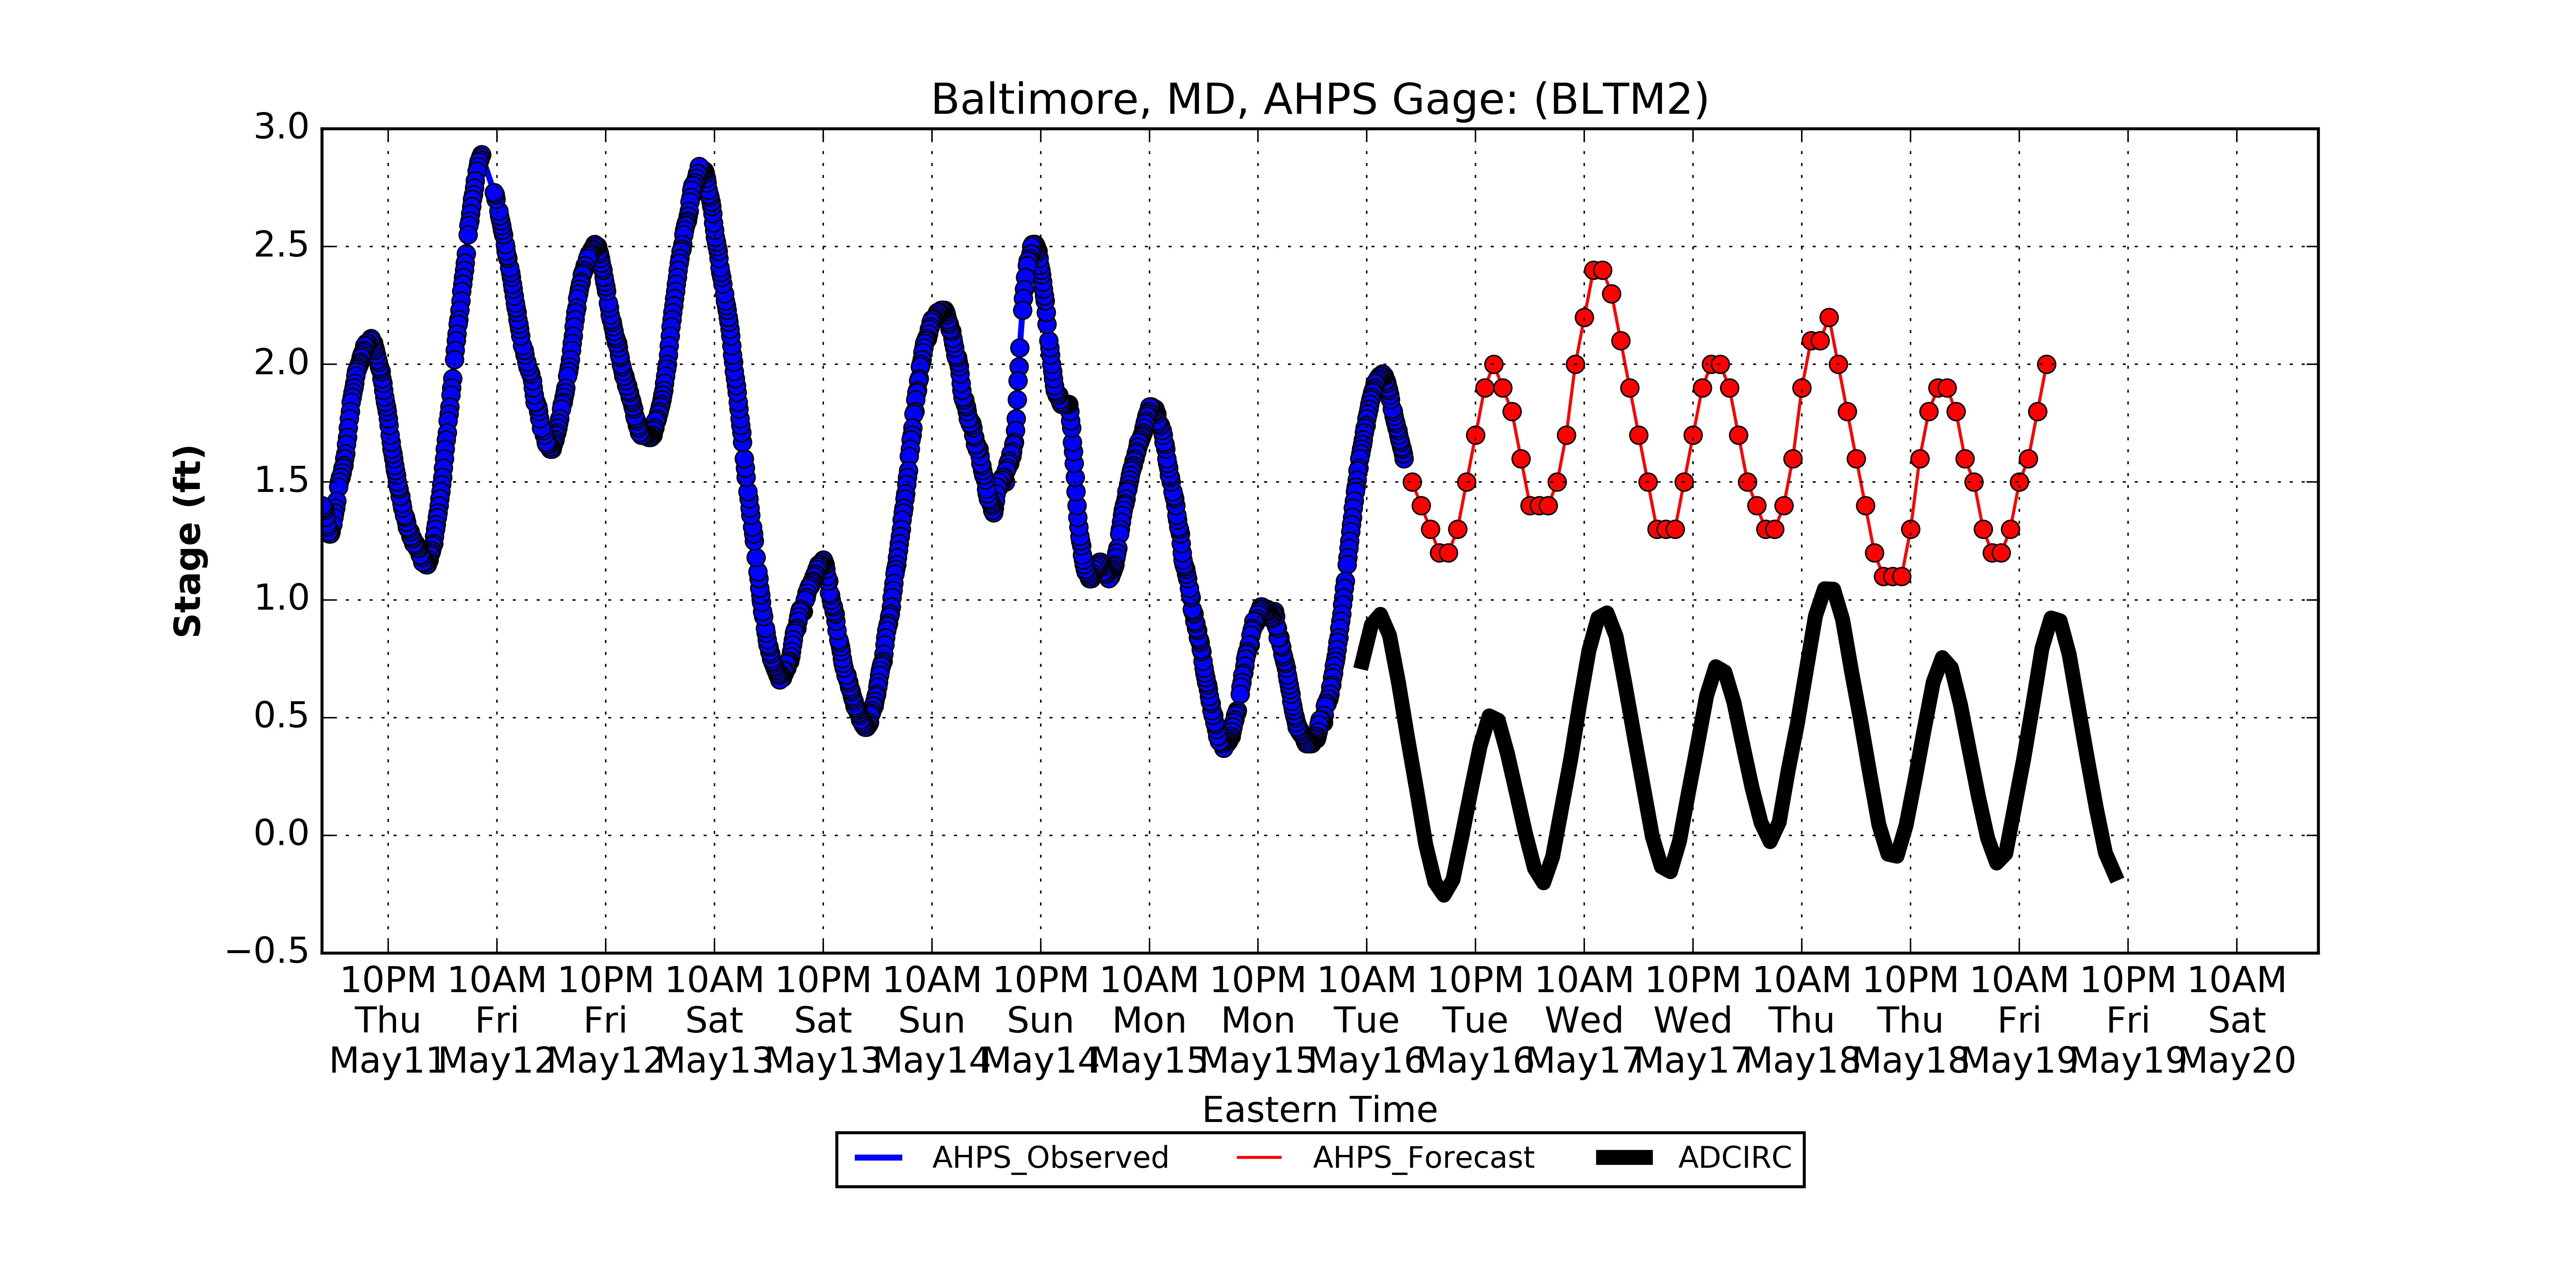 Baltimore, MD, AHPS Gage: (BLTM2)
3.0
2.5
2.0
1.5
1.0
0.5
0.0
−0.5
Stage (ft)
10PM 10AM 10PM 10AM 10PM 10AM 10PM 10AM 10PM 10AM 10PM 10AM 10PM 10AM 10PM 10AM 10PM 10AM
Thu Fri Fri Sat Sat Sun Sun Mon Mon Tue Tue Wed Wed Thu Thu Fri Fri Sat
May11 May12 May12 May13 May13 May14 May14 May15 May15 May16 May16 May17 May17 May18 May18 May19 May19 May20
Eastern Time
AHPS_Observed AHPS_Forecast ADCIRC